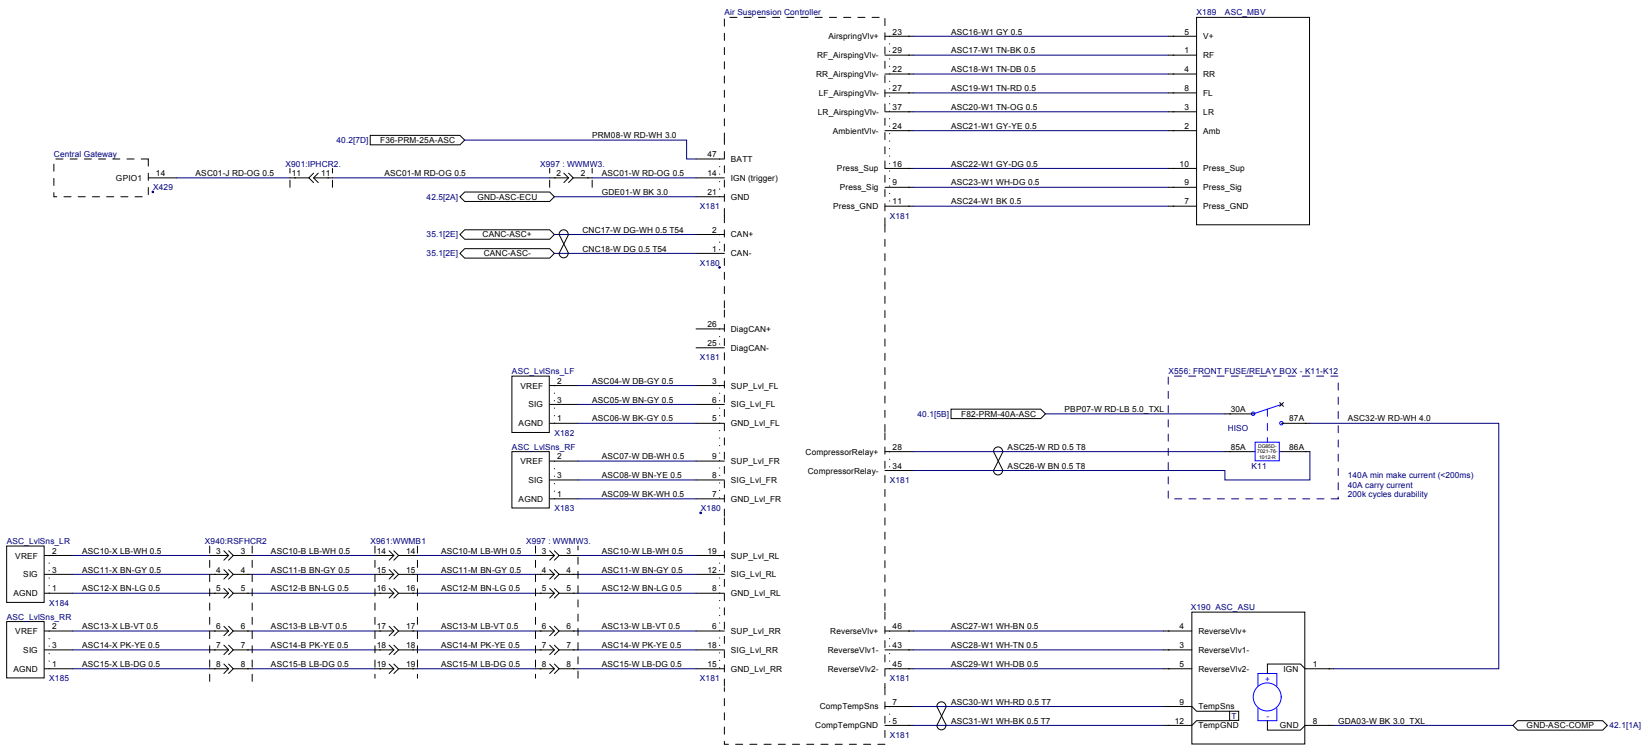 Air Suspension Controller
X189 ASC_MBV
AirspringVlv+ 23 ASC16-W1 GY 0.5 5 V+
RF_AirspingVlv- 29 ASC17-W1 TN-BK 0.5 1 RF
RR_AirspingVlv- 22 ASC18-W1 TN-DB 0.5 4 RR
LF_AirspingVlv- 27 ASC19-W1 TN-RD 0.5 8 FL
LR_AirspingVlv- 37 ASC20-W1 TN-OG 0.5 3 LR
AmbientVlv- 24 ASC21-W1 GY-YE 0.5 2 Amb
Press_Sup 16 ASC22-W1 GY-DG 0.5 10 Press_Sup
Press_Sig 9 ASC23-W1 WH-DG 0.5 9 Press_Sig
Press_GND 11 ASC24-W1 BK 0.5 7 Press_GND
X181
40.2[7D] F36-PRM-25A-ASC PRM08-W RD-WH 3.0
47 BATT
Central Gateway
X901:IPHCR2.
X997 : WWMW3.
GPIO1 14 ASC01-J RD-OG 0.5 11 11 ASC01-M RD-OG 0.5 2 2 ASC01-W RD-OG 0.5 14 IGN (trigger)
X429
42.5[2A] GND-ASC-ECU GDE01-W BK 3.0 21 GND
X181
35.1[2E] CANC-ASC+ CNC17-W DG-WH 0.5 T54 2 CAN+
35.1[2E] CANC-ASC- CNC18-W DG 0.5 T54 1 CAN-
X180
26 DiagCAN+
25 DiagCAN-
X181
ASC_LvlSns_LF
VREF 2 ASC04-W DB-GY 0.5 3 SUP_Lvl_FL
SIG 3 ASC05-W BN-GY 0.5 6 SIG_Lvl_FL
AGND 1 ASC06-W BK-GY 0.5 5 GND_Lvl_FL
X182
ASC_LvlSns_RF
VREF 2 ASC07-W DB-WH 0.5 9 SUP_Lvl_FR
SIG 3 ASC08-W BN-YE 0.5 8 SIG_Lvl_FR
AGND 1 ASC09-W BK-WH 0.5 7 GND_Lvl_FR
X183
X180
X556: FRONT FUSE/RELAY BOX - K11-K12
40.1[5B] F82-PRM-40A-ASC PBP07-W RD-LB 5.0 TXL 30A
87A ASC32-W RD-WH 4.0
HISO
CompressorRelay+ 28 ASC25-W RD 0.5 T8 85A 86A
K11
CompressorRelay- 34 ASC26-W BN 0.5 T8
X181
140A min make current (<200ms)
40A carry current
200k cycles durability
ASC_LvlSns_LR
X940:RSFHCR2
X961:WWMB1
X997 : WWMW3.
VREF 2 ASC10-X LB-WH 0.5 3 3 ASC10-B LB-WH 0.5 14 14 ASC10-M LB-WH 0.5 3 3 ASC10-W LB-WH 0.5 19 SUP_Lvl_RL
SIG 3 ASC11-X BN-GY 0.5 4 4 ASC11-B BN-GY 0.5 15 15 ASC11-M BN-GY 0.5 4 4 ASC11-W BN-GY 0.5 12 SIG_Lvl_RL
AGND 1 ASC12-X BN-LG 0.5 5 5 ASC12-B BN-LG 0.5 16 16 ASC12-M BN-LG 0.5 5 5 ASC12-W BN-LG 0.5 8 GND_Lvl_RL
X184
ASC_LvlSns_RR
VREF 2 ASC13-X LB-VT 0.5 6 6 ASC13-B LB-VT 0.5 17 17 ASC13-M LB-VT 0.5 6 6 ASC13-W LB-VT 0.5 6 SUP_Lvl_RR
SIG 3 ASC14-X PK-YE 0.5 7 7 ASC14-B PK-YE 0.5 18 18 ASC14-M PK-YE 0.5 7 7 ASC14-W PK-YE 0.5 18 SIG_Lvl_RR
AGND 1 ASC15-X LB-DG 0.5 8 8 ASC15-B LB-DG 0.5 19 19 ASC15-M LB-DG 0.5 8 8 ASC15-W LB-DG 0.5 15 GND_Lvl_RR
X185
X181
X190 ASC_ASU
ReverseVlv+ 46 ASC27-W1 WH-BN 0.5 4 ReverseVlv+
ReverseVlv1- 43 ASC28-W1 WH-TN 0.5 3 ReverseVlv1-
ReverseVlv2- 45 ASC29-W1 WH-DB 0.5 5 ReverseVlv2-
IGN 1
X181
+
-
CompTempSns 7 ASC30-W1 WH-RD 0.5 T7 9 TempSns
T
CompTempGND 5 ASC31-W1 WH-BK 0.5 T7 12 TempGND
GND 8 GDA03-W BK 3.0 TXL GND-ASC-COMP 42.1[1A]
X181